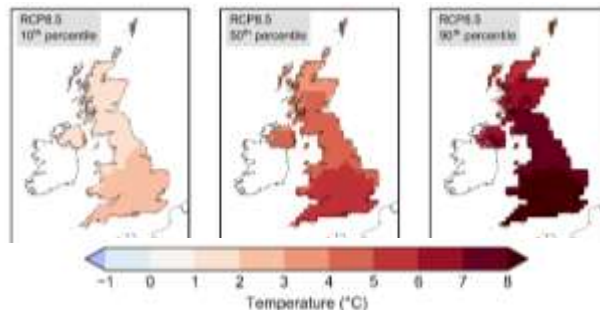 RCP8.5
10th percentile
RCP8.5
50th percentile
RCP8.5
90th percentile
-1 0 1 2 3 4 5 6 7 8
Temperature (°C)